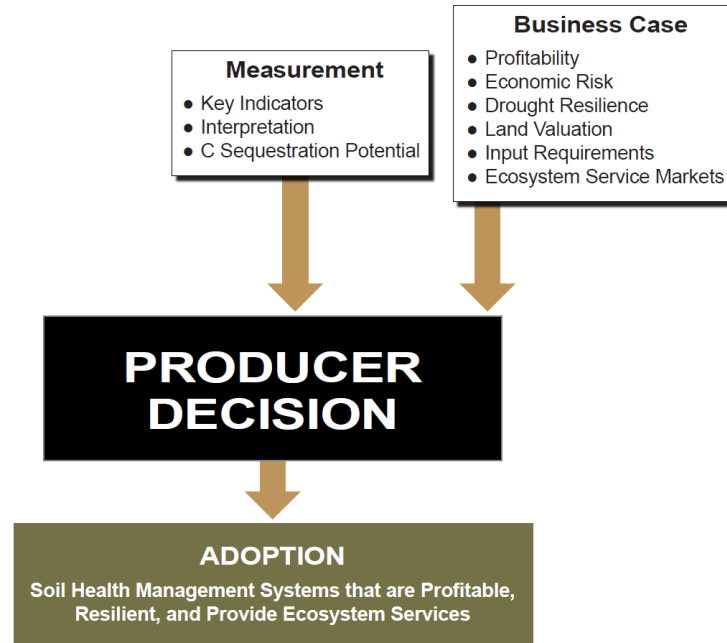 Measurement
● Key Indicators
● Interpretation
● C Sequestration Potential
Business Case
● Profitability
● Economic Risk
● Drought Resilience
● Land Valuation
● Input Requirements
● Ecosystem Service Markets
PRODUCER
DECISION
ADOPTION
Soil Health Management Systems that are Profitable,
Resilient, and Provide Ecosystem Services